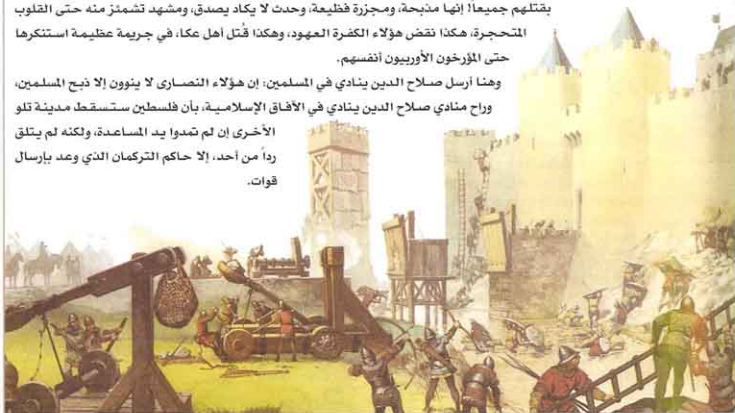 بقتلهم جميعاً! إنها مذبحة، ومجزرة فظيعة، وحدث لا يكاد يصدق، ومشهد تشمئز منه حتى القلوب
المتحجرة، هكذا نقض هؤلاء الكفرة العهود، وهكذا قُتل أهل عكا، في جريمة عظيمة استنكرها
حتى المؤرخون الأوربيون أنفسهم.
وهنا أرسل صلاح الدين ينادي في المسلمين: إن هؤلاء النصارى لا ينوون إلا ذبح المسلمين،
وراح منادي صلاح الدين ينادي في الآفاق الإسلامية، بأن فلسطين ستسقط مدينة تلو
الأخرى إن لم تمدوا يد المساعدة، ولكنه لم يتلق
رداً من أحد، إلا حاكم التركمان الذي وعد بإرسال
قوات.